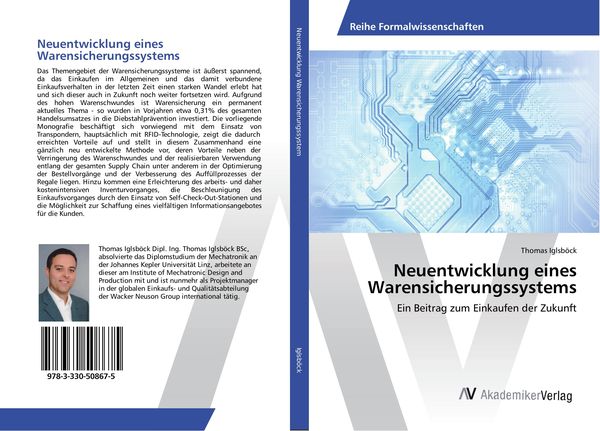 Neuentwicklung eines
Warensicherungssystems
Das Themengebiet der Warensicherungssysteme ist äußerst spannend,
da das Einkaufen im Allgemeinen und das damit verbundene
Einkaufsverhalten in der letzten Zeit einen starken Wandel erlebt hat
und sich dieser auch in Zukunft noch weiter fortsetzen wird. Aufgrund
des hohen Warenschwundes ist Warensicherung ein permanent
aktuelles Thema - so wurden in Vorjahren etwa 0,31% des gesamten
Handelsumsatzes in die Diebstahlprävention investiert. Die vorliegende
Monografie beschäftigt sich vorwiegend mit dem Einsatz von
Transpondern, hauptsächlich mit RFID-Technologie, zeigt die dadurch
erreichten Vorteile auf und stellt in diesem Zusammenhand eine
gänzlich neu entwickelte Methode vor, deren Vorteile neben der
Verringerung des Warenschwundes und der realisierbaren Verwendung
entlang der gesamten Supply Chain unter anderem in der Optimierung
der Bestellvorgänge und der Verbesserung des Auffüllprozesses der
Regale liegen. Hinzu kommen eine Erleichterung des arbeits- und daher
kostenintensiven Inventurvorganges, die Beschleunigung des
Einkaufsvorganges durch den Einsatz von Self-Check-Out-Stationen und
die Möglichkeit zur Schaffung eines vielfältigen Informationsangebotes
für die Kunden.
Thomas Iglsböck Dipl. Ing. Thomas Iglsböck BSc,
absolvierte das Diplomstudium der Mechatronik an
der Johannes Kepler Universität Linz, arbeitete an
dieser am Institute of Mechatronic Design and
Production mit und ist nunmehr als Projektmanager
in der globalen Einkaufs- und Qualitätsabteilung
der Wacker Neuson Group international tätig.
978-3-330-50867-5
Neuentwicklung Warensicherungssystem
Iglsböck
Reihe Formalwissenschaften
Thomas Iglsböck
Neuentwicklung eines
Warensicherungssystems
Ein Beitrag zum Einkaufen der Zukunft
AV AkademikerVerlag